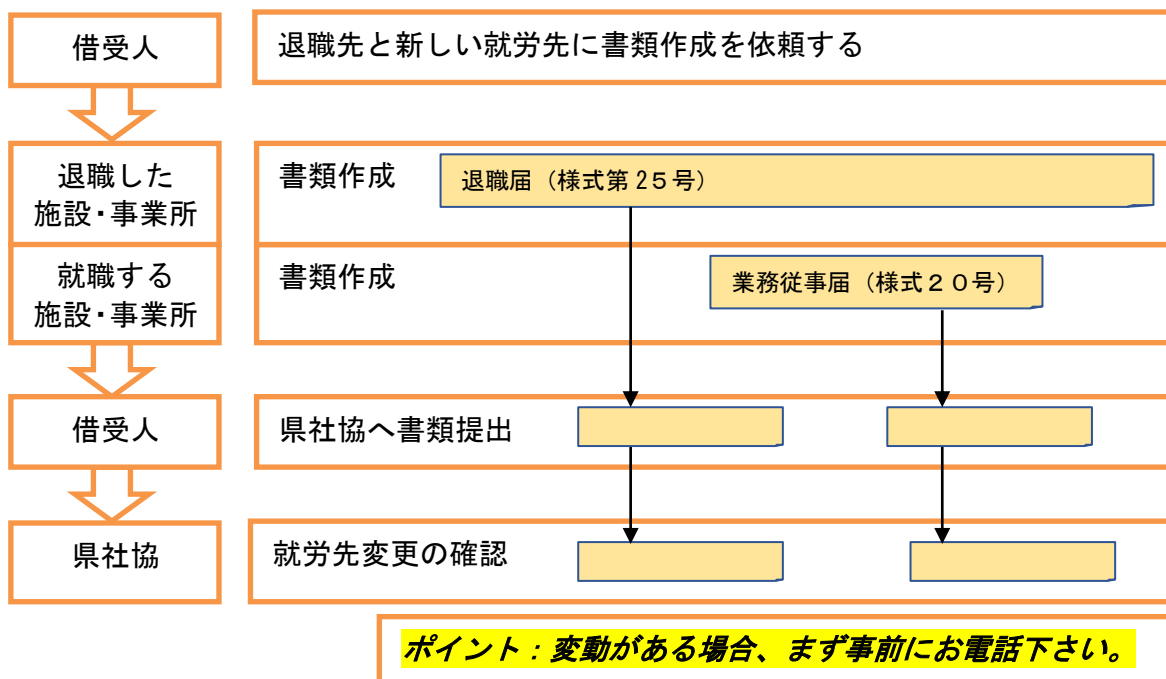 借受人
退職先と新しい就労先に書類作成を依頼する
退職した
施設・事業所
書類作成
退職届（様式第25号）
就職する
施設・事業所
書類作成
業務従事届（様式２０号）
借受人
県社協へ書類提出
県社協
就労先変更の確認
ポイント：変動がある場合、まず事前にお電話下さい。